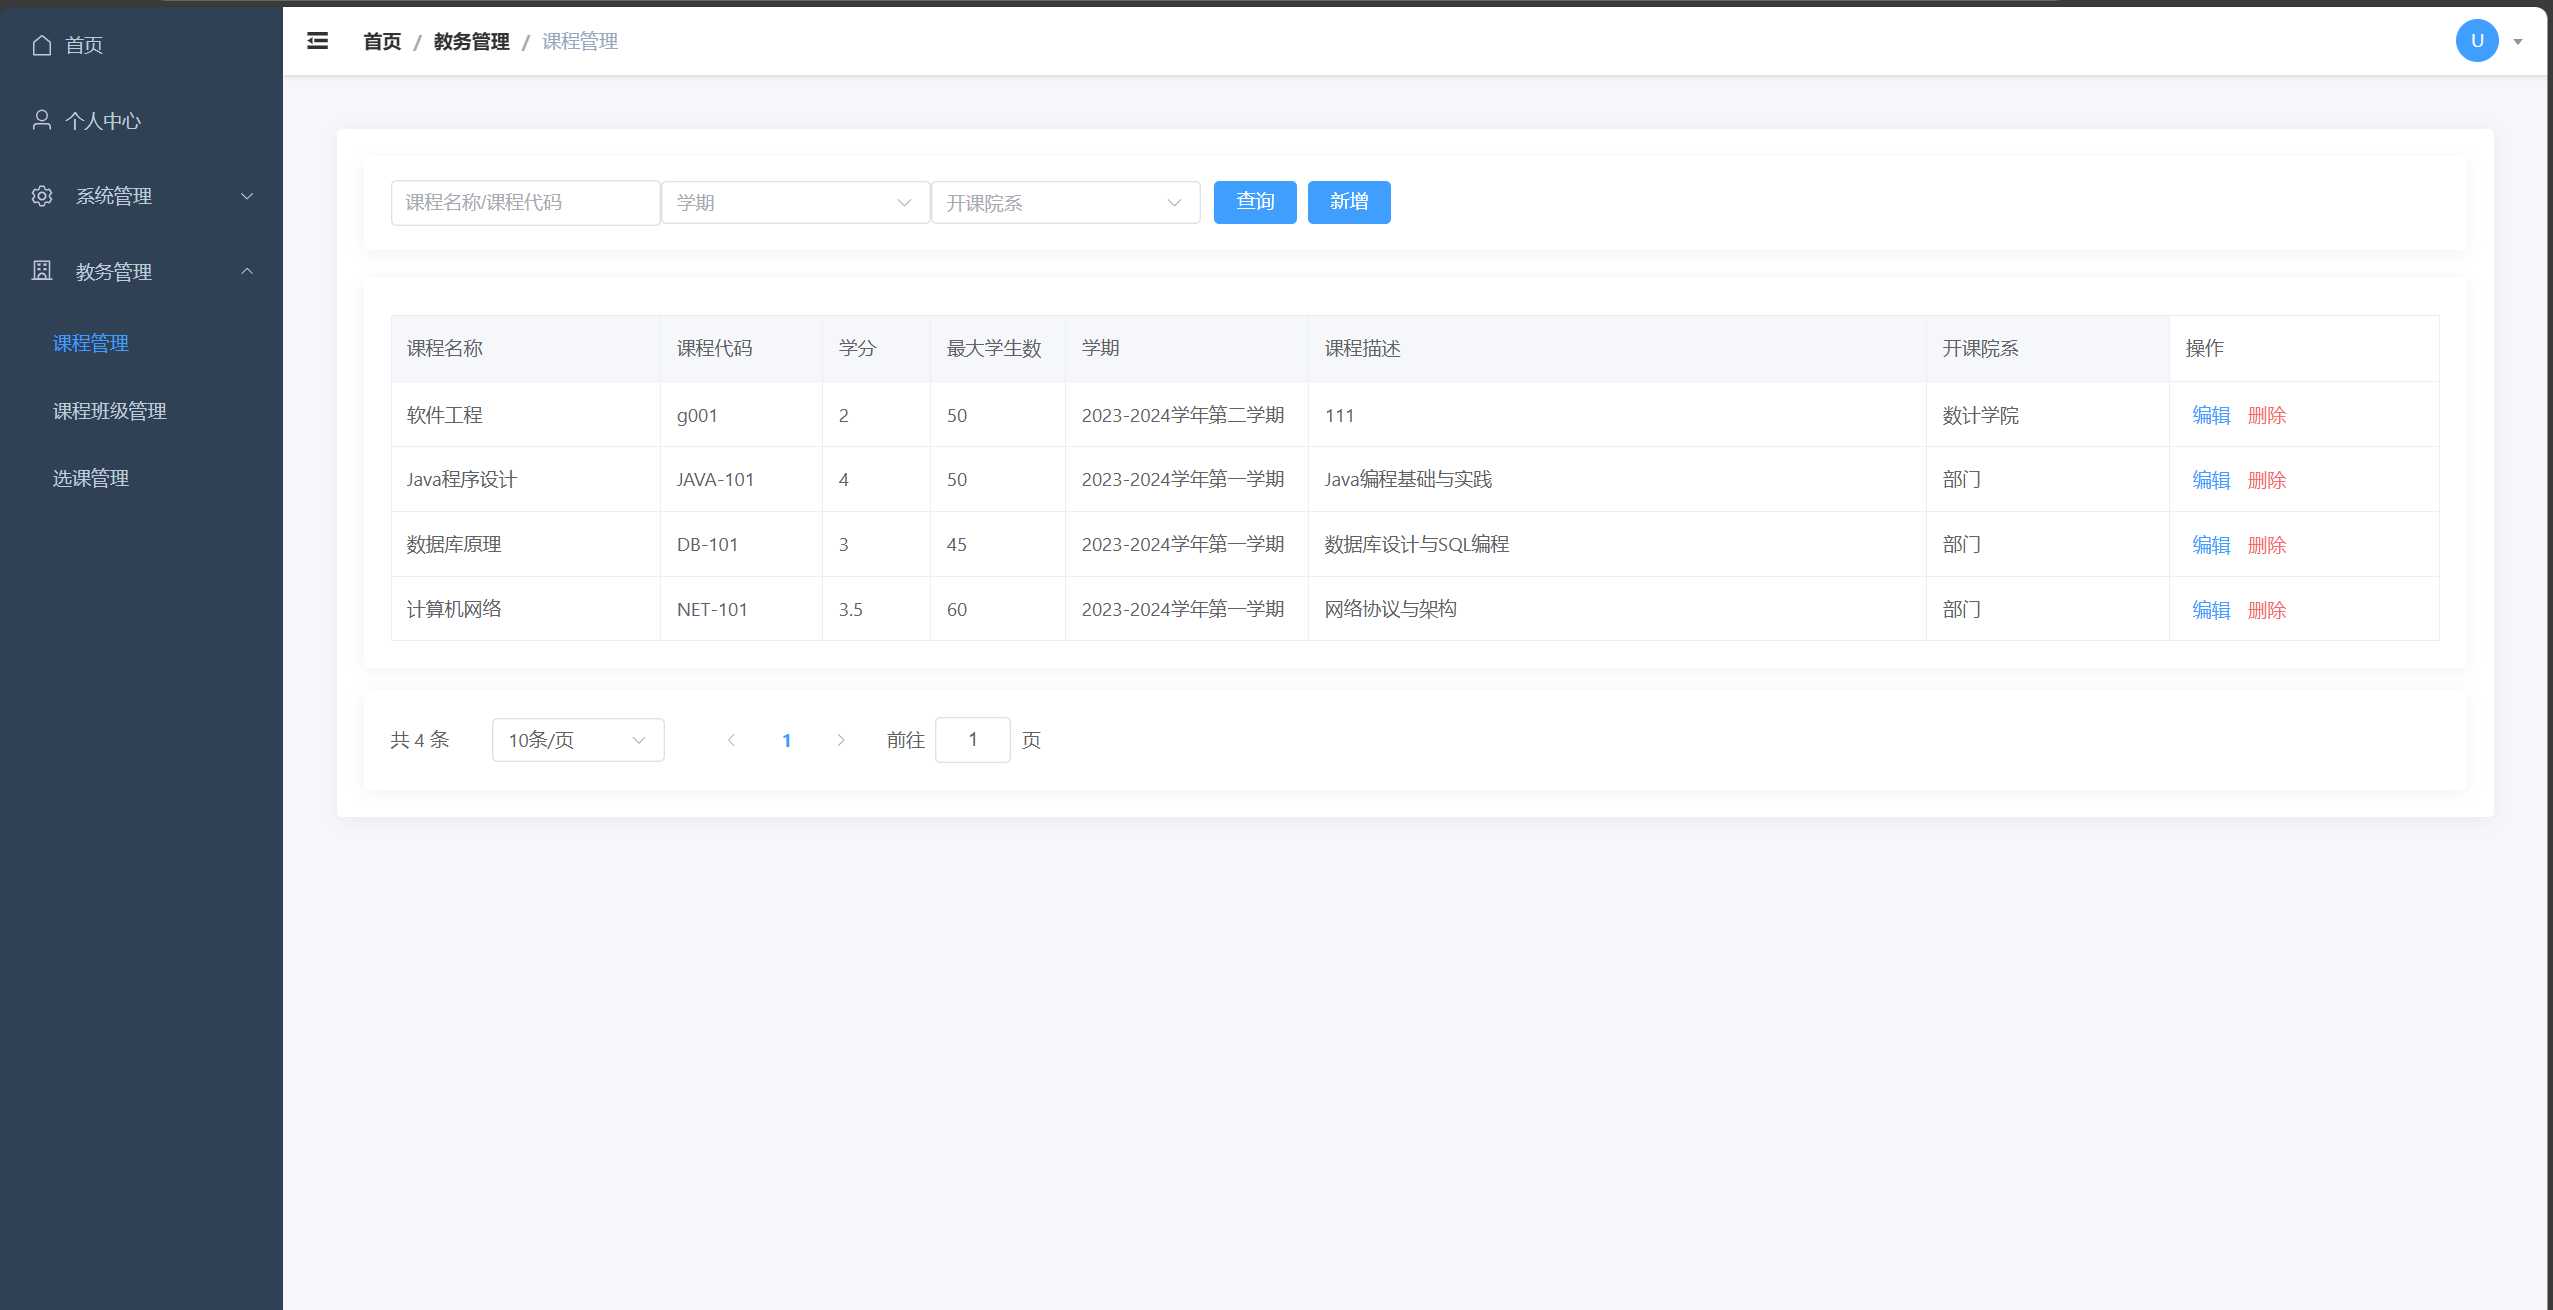 首页
个人中心
系统管理
教务管理
课程管理
课程班级管理
选课管理
首页 / 教务管理 / 课程管理
U
课程名称/课程代码 学期 开课院系 查询 新增
课程名称 课程代码 学分 最大学生数 学期 课程描述 开课院系 操作
软件工程 g001 2 50 2023-2024学年第二学期 111 数计学院 编辑 删除
Java程序设计 JAVA-101 4 50 2023-2024学年第一学期 Java编程基础与实践 部门 编辑 删除
数据库原理 DB-101 3 45 2023-2024学年第一学期 数据库设计与SQL编程 部门 编辑 删除
计算机网络 NET-101 3.5 60 2023-2024学年第一学期 网络协议与架构 部门 编辑 删除
共 4 条 10条/页 1 前往 1 页